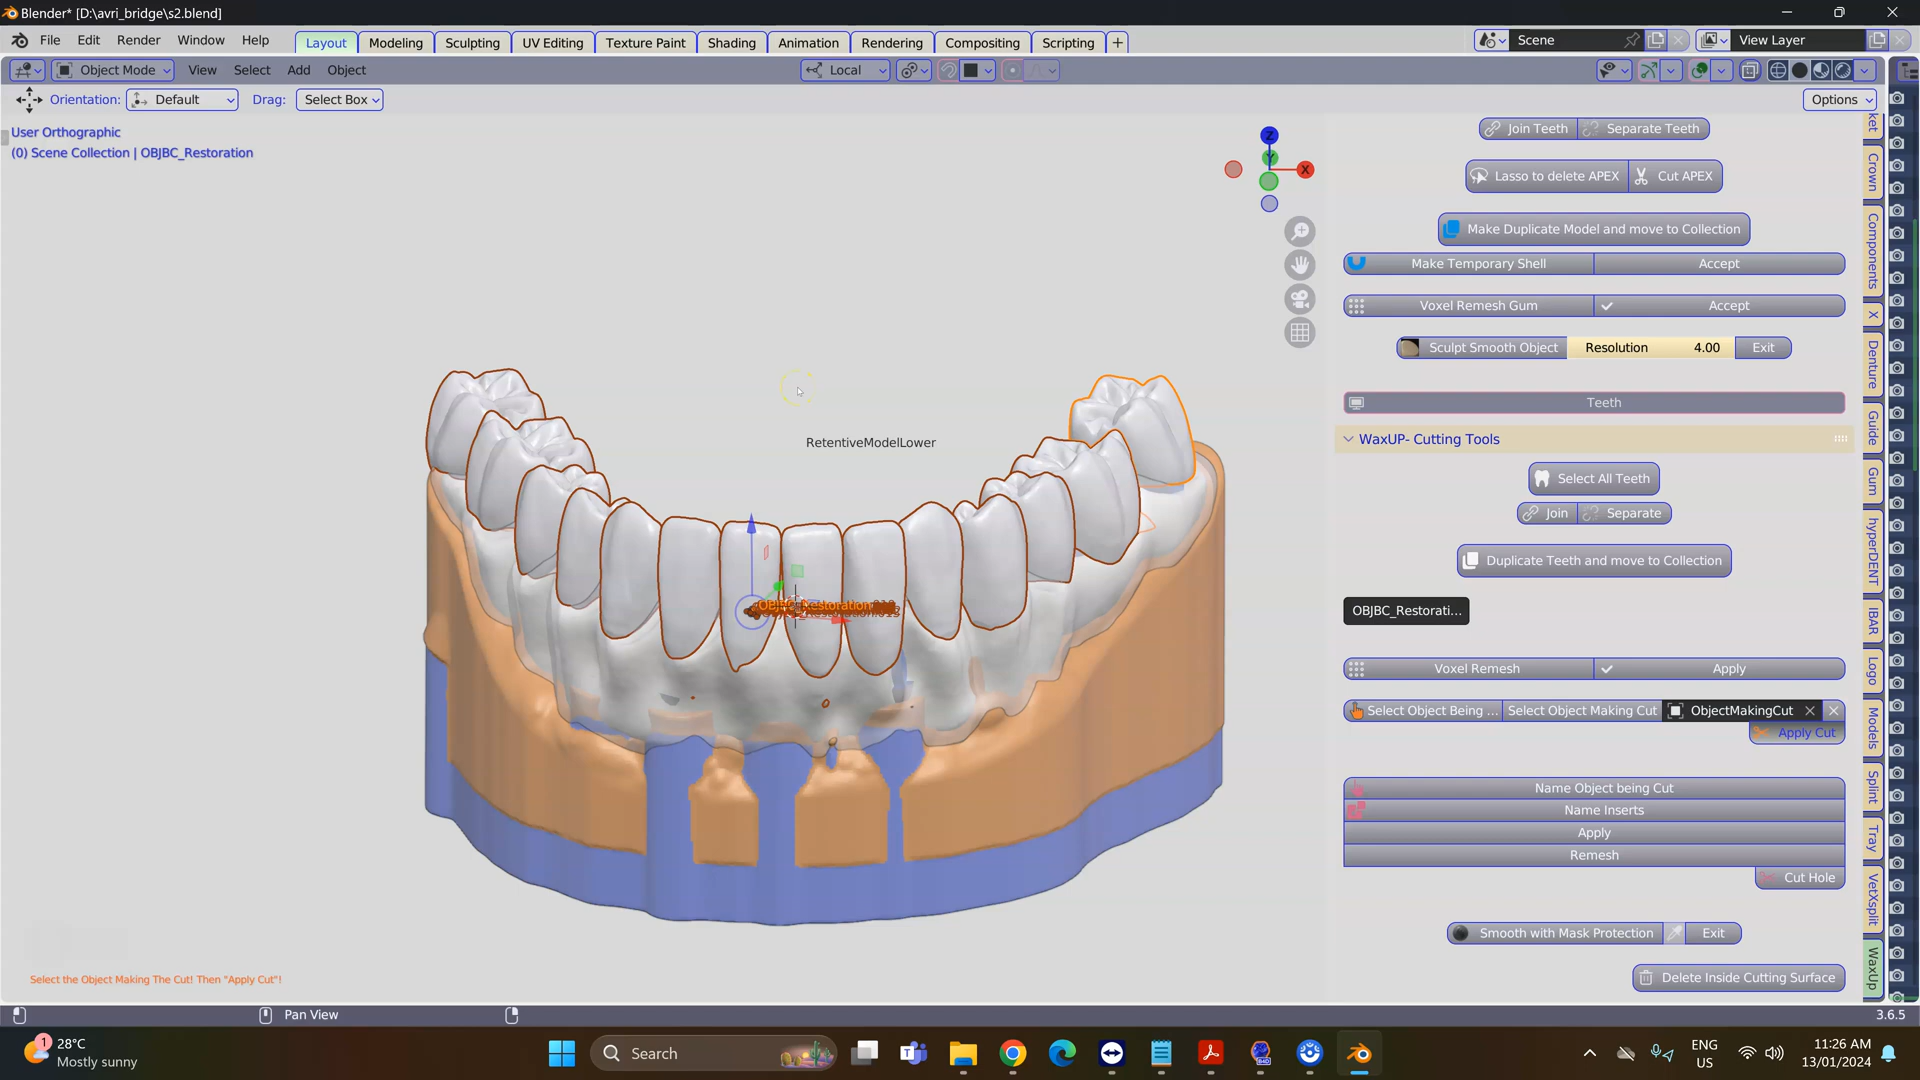 Blender* [D:\avri_bridge\s2.blend]
File Edit Render Window Help Layout Modeling Sculpting UV Editing Texture Paint Shading Animation Rendering Compositing Scripting + Scene View Layer
Object Mode View Select Add Object Local
Orientation: Default Drag: Select Box Options
User Orthographic
(0) Scene Collection | OBJBC_Restoration
Z
Y
X
RetentiveModelLower
OBJBC_Restoration
Join Teeth Separate Teeth
Lasso to delete APEX Cut APEX
Make Duplicate Model and move to Collection
Make Temporary Shell Accept
Voxel Remesh Gum Accept
Sculpt Smooth Object Resolution 4.00 Exit
Teeth
WaxUP- Cutting Tools
Select All Teeth
Join Separate
Duplicate Teeth and move to Collection
OBJBC_Restorati...
Voxel Remesh Apply
Select Object Being ... Select Object Making Cut ObjectMakingCut
Apply Cut
Name Object being Cut
Name Inserts
Apply
Remesh
Cut Hole
Smooth with Mask Protection Exit
Delete Inside Cutting Surface
ket
Crown
Components
X
Denture
Guide
Gum
hyperDENT
IBAR
Logo
Models
Splint
Tray
VetXsplit
WaxUp
Select the Object Making The Cut! Then "Apply Cut"!
Pan View 3.6.5
1 28°C
Mostly sunny
Search
ENG
US
11:26 AM
13/01/2024